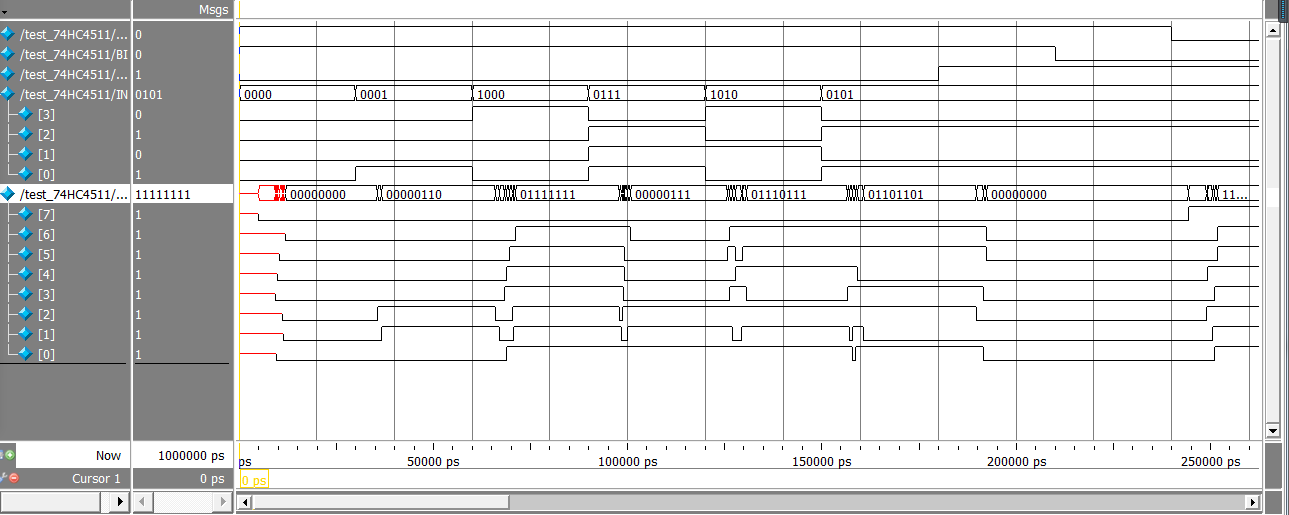 Msgs
/test_74HC4511/... 0
/test_74HC4511/BI 0
/test_74HC4511/... 1
/test_74HC4511/IN 0101 0000 0001 1000 0111 1010 0101
[3] 0
[2] 1
[1] 0
[0] 1
/test_74HC4511/... 11111111 00000000 00000110 01111111 00000111 01110111 01101101 00000000 11...
[7] 1
[6] 1
[5] 1
[4] 1
[3] 1
[2] 1
[1] 1
[0] 1
Now 1000000 ps ps 50000 ps 100000 ps 150000 ps 200000 ps 250000 ps
Cursor 1 0 ps 0 ps